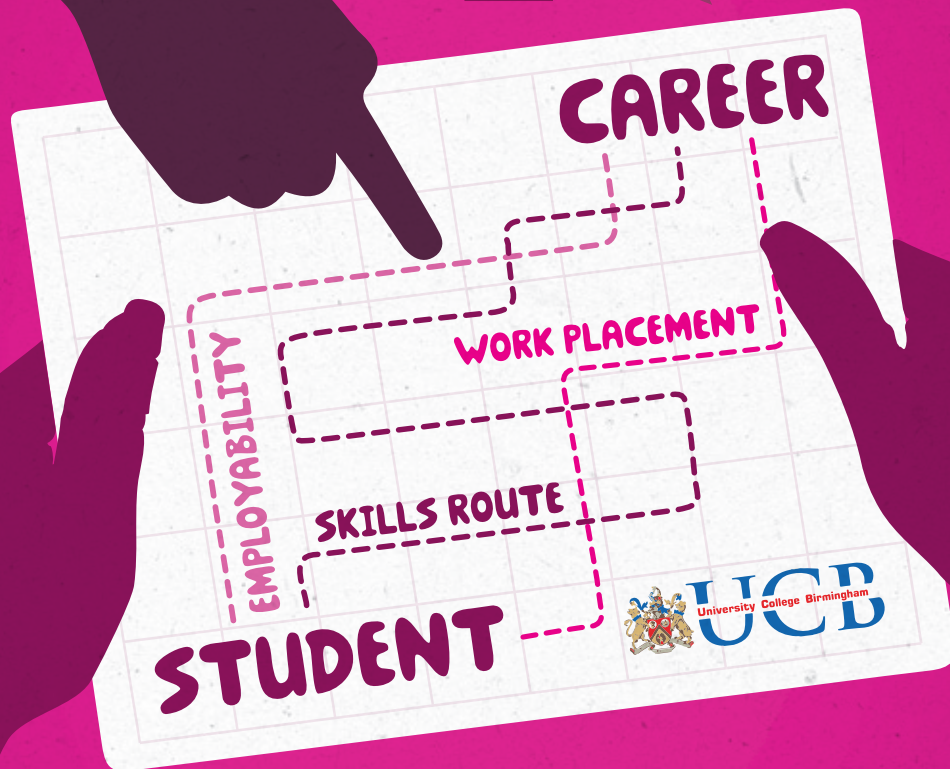 CAREER
WORK PLACEMENT
EMPLOYABILITY
SKILLS ROUTE
STUDENT
UCB
University College Birmingham